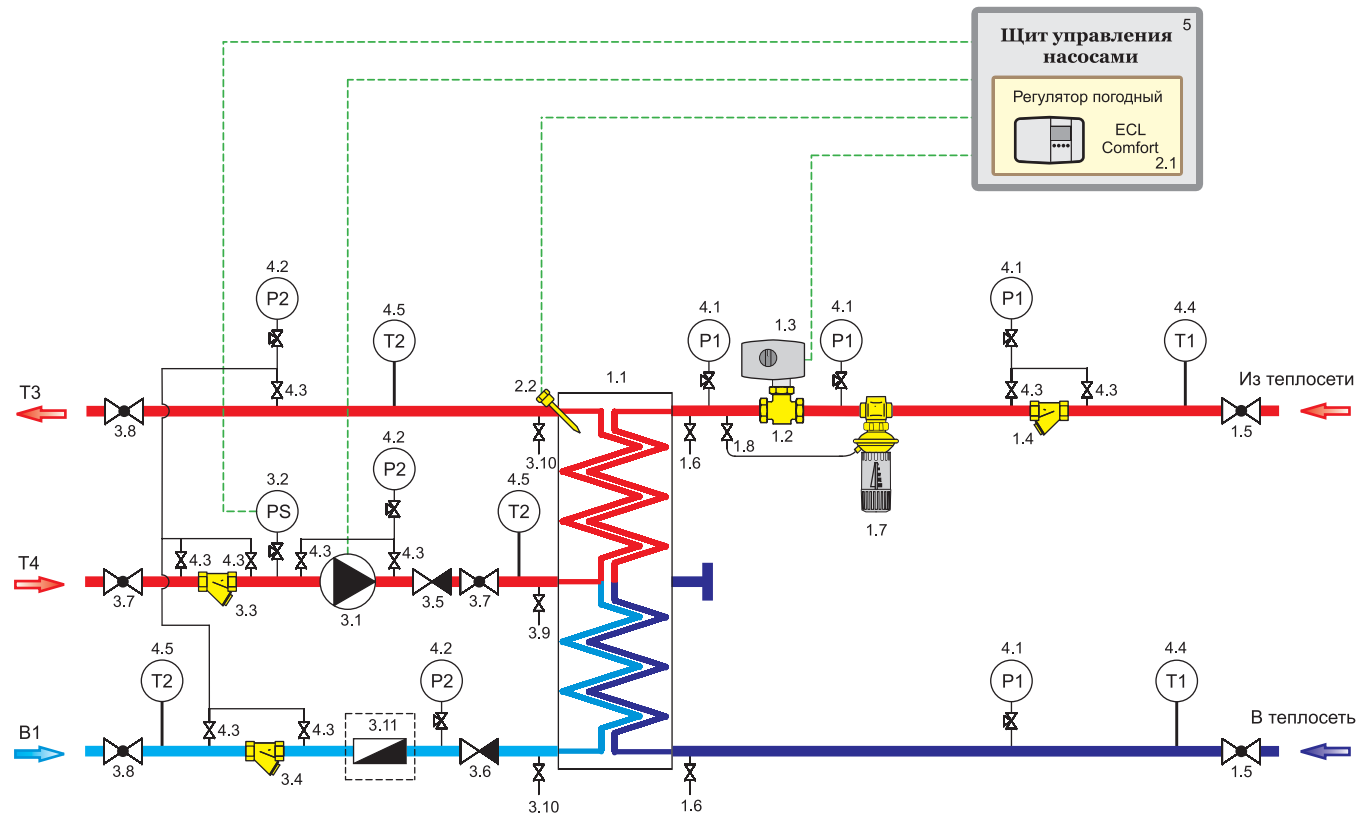 5
Щит управления
насосами
Регулятор погодный
ECL
Comfort
2.1
4.2
P2
4.5
T2
4.3
T3
3.8
2.2
3.10
1.1
4.1
P1
1.3
4.1
P1
1.2
1.8
1.6
1.7
4.1
P1
4.3
4.3
1.4
4.4
T1
Из теплосети
1.5
4.2
P2
3.2
PS
4.5
T2
4.3
4.3
4.3
4.3
T4
3.7
3.3
3.1
3.5
3.7
3.9
4.5
T2
4.2
P2
4.3
4.3
3.11
B1
3.8
3.4
3.6
3.10
1.6
4.1
P1
4.4
T1
В теплосеть
1.5